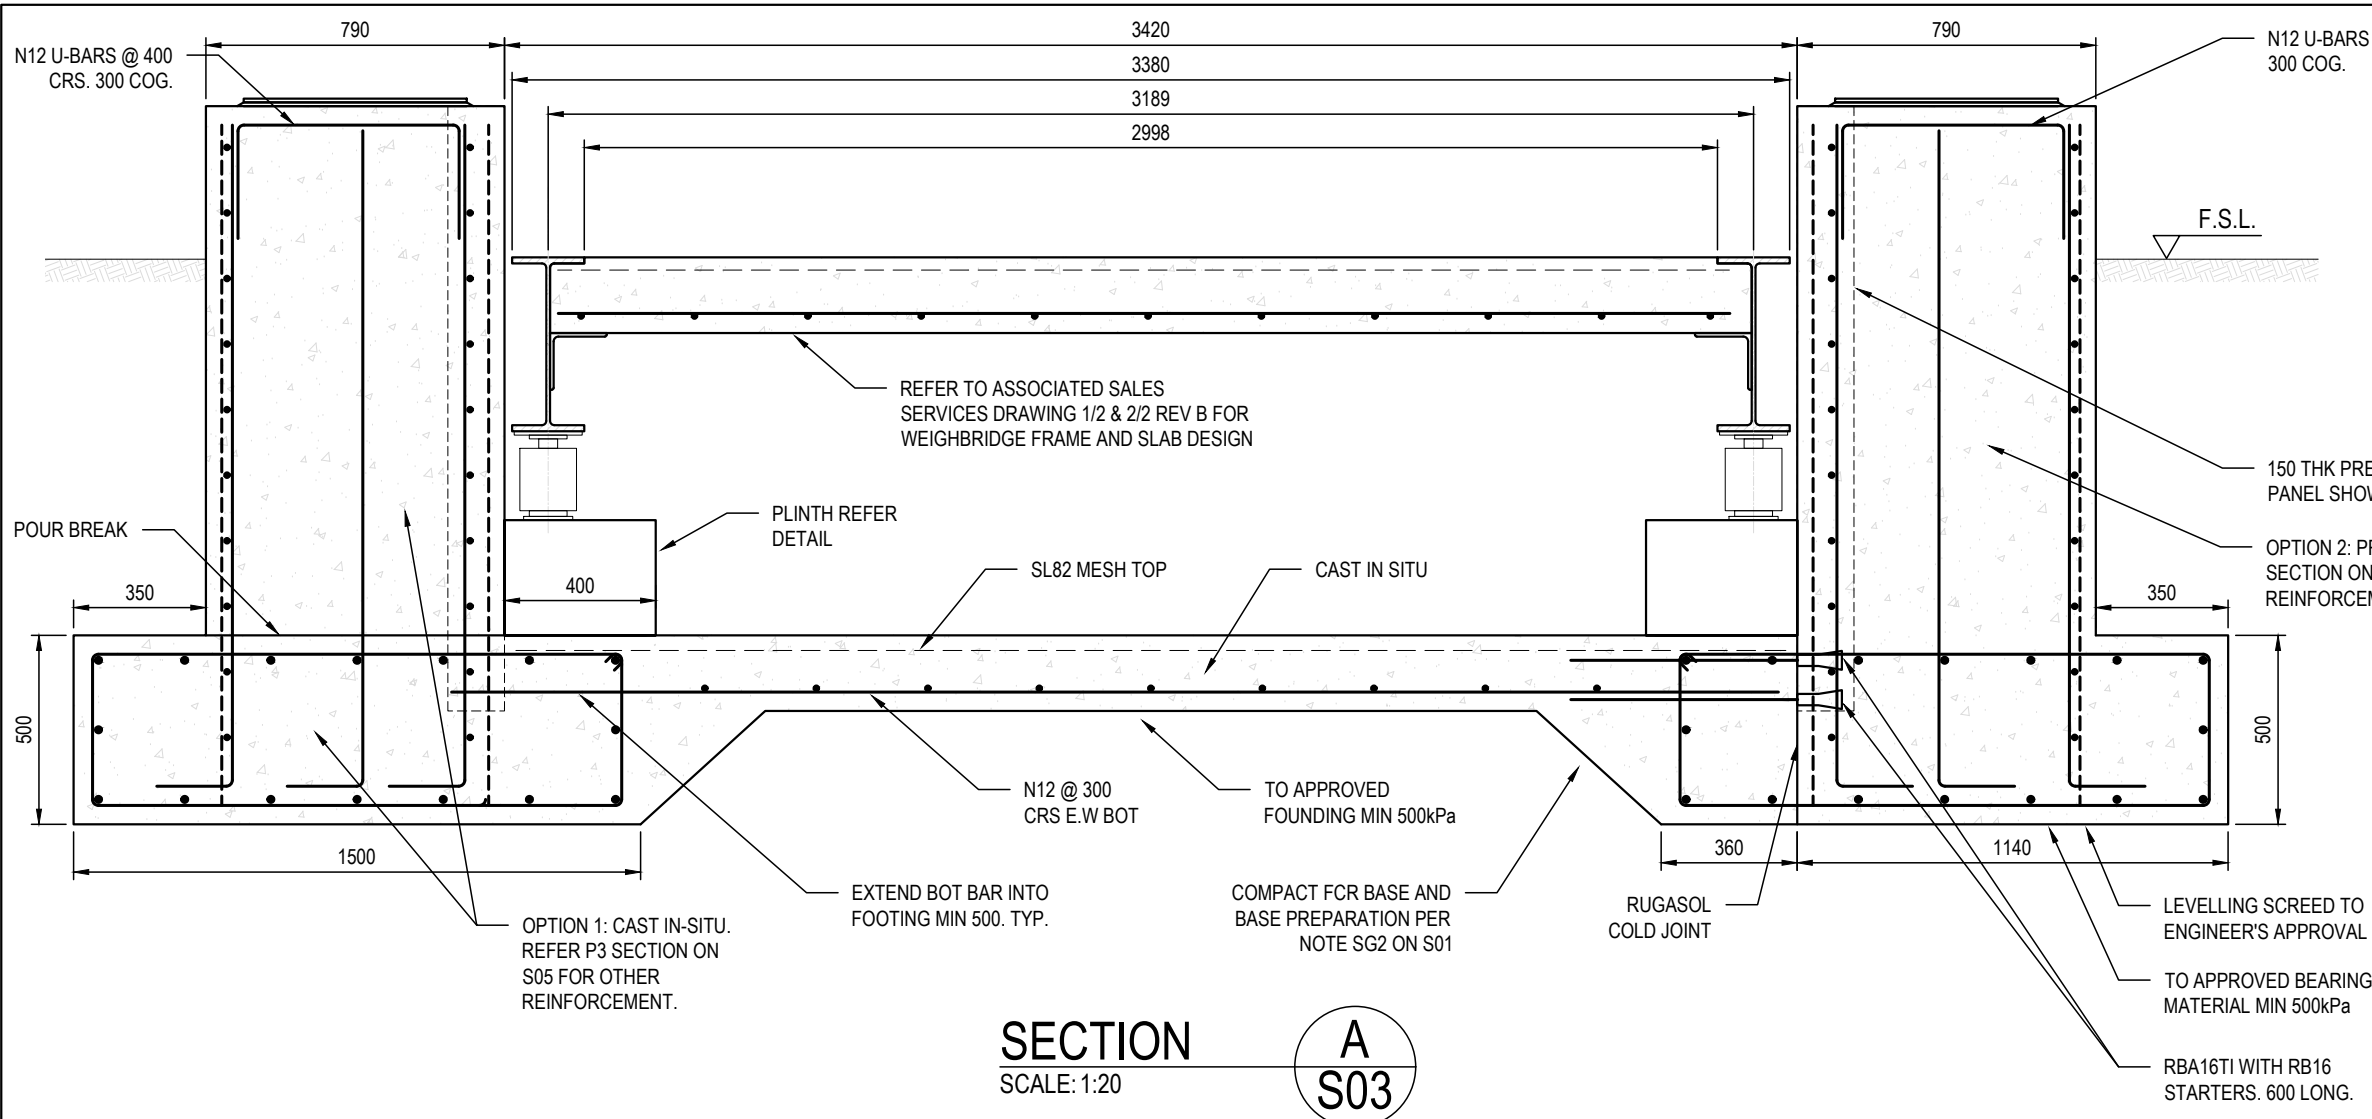 790
3420
790
3380
3189
2998
N12 U-BARS @ 400
CRS. 300 COG.
N12 U-BARS
300 COG.
F.S.L.
REFER TO ASSOCIATED SALES
SERVICES DRAWING 1/2 & 2/2 REV B FOR
WEIGHBRIDGE FRAME AND SLAB DESIGN
150 THK PRE
PANEL SHOW
POUR BREAK
PLINTH REFER
DETAIL
OPTION 2: PR
SECTION ON
REINFORCEM
SL82 MESH TOP
CAST IN SITU
350
400
350
500
500
N12 @ 300
CRS E.W BOT
TO APPROVED
FOUNDING MIN 500kPa
1500
360
1140
EXTEND BOT BAR INTO
FOOTING MIN 500. TYP.
COMPACT FCR BASE AND
BASE PREPARATION PER
NOTE SG2 ON S01
RUGASOL
COLD JOINT
LEVELLING SCREED TO
ENGINEER'S APPROVAL
OPTION 1: CAST IN-SITU.
REFER P3 SECTION ON
S05 FOR OTHER
REINFORCEMENT.
TO APPROVED BEARING
MATERIAL MIN 500kPa
RBA16TI WITH RB16
STARTERS. 600 LONG.
SECTION
SCALE: 1:20
A
S03